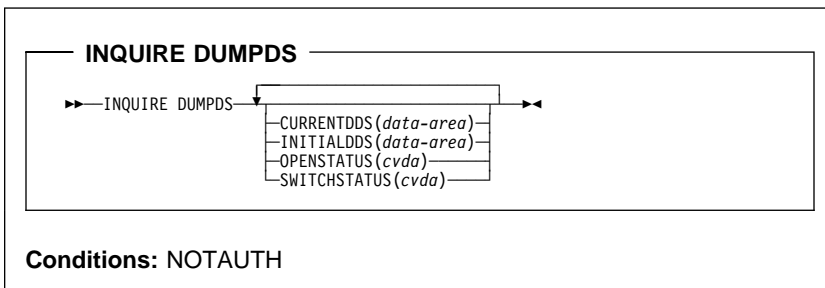 INQUIRE DUMPDS
INQUIRE DUMPDS
CURRENTDDS(data-area)
INITIALDDS(data-area)
OPENSTATUS(cvda)
SWITCHSTATUS(cvda)
Conditions: NOTAUTH